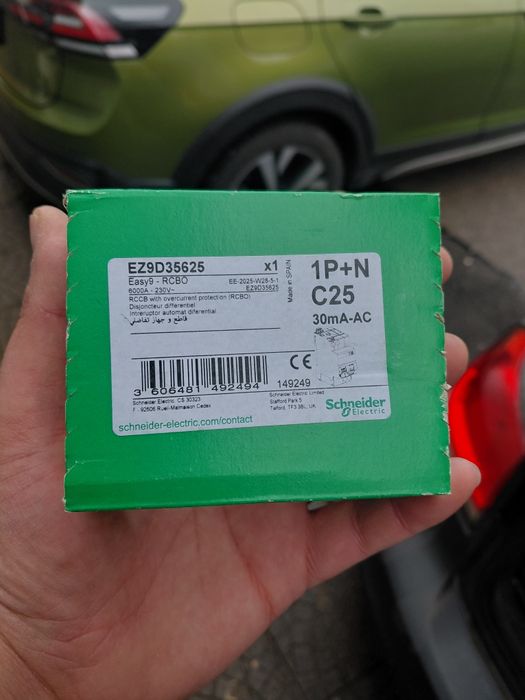 EZ9D35625 x1
Easy9 - RCBO EE-2025-W28-5-1
6000A - 230V~ EZ9D35625
RCCB with overcurrent protection (RCBO)
Disjoncteur différentiel
Intreruptor automat diferential
قاطع و جهاز تفاضلي
Made in SPAIN
1P+N
C25
30mA-AC
CE
3 606481 492494
149249
Schneider Electric CS 30323
F - 92506 Rueil-Malmaison Cedex
Schneider Electric Limited
Stafford Park 5
Telford, TF3 3BL, UK
Schneider
Electric
schneider-electric.com/contact